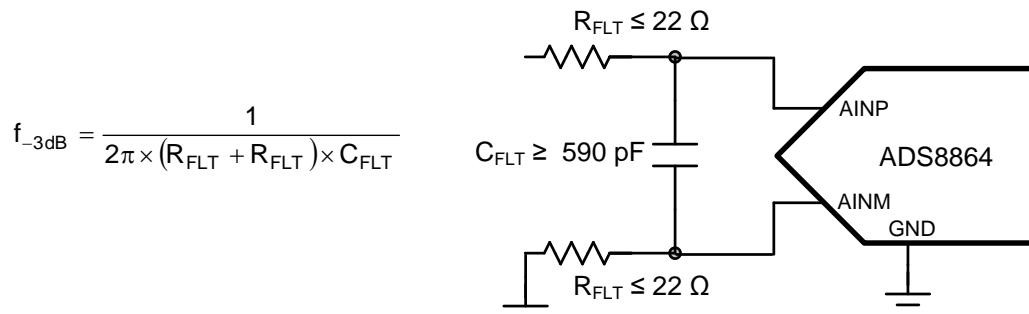 R_FLT ≤ 22 Ω
f_−3dB = 1 / (2π × (R_FLT + R_FLT) × C_FLT)
AINP
C_FLT ≥ 590 pF
ADS8864
AINM
GND
R_FLT ≤ 22 Ω